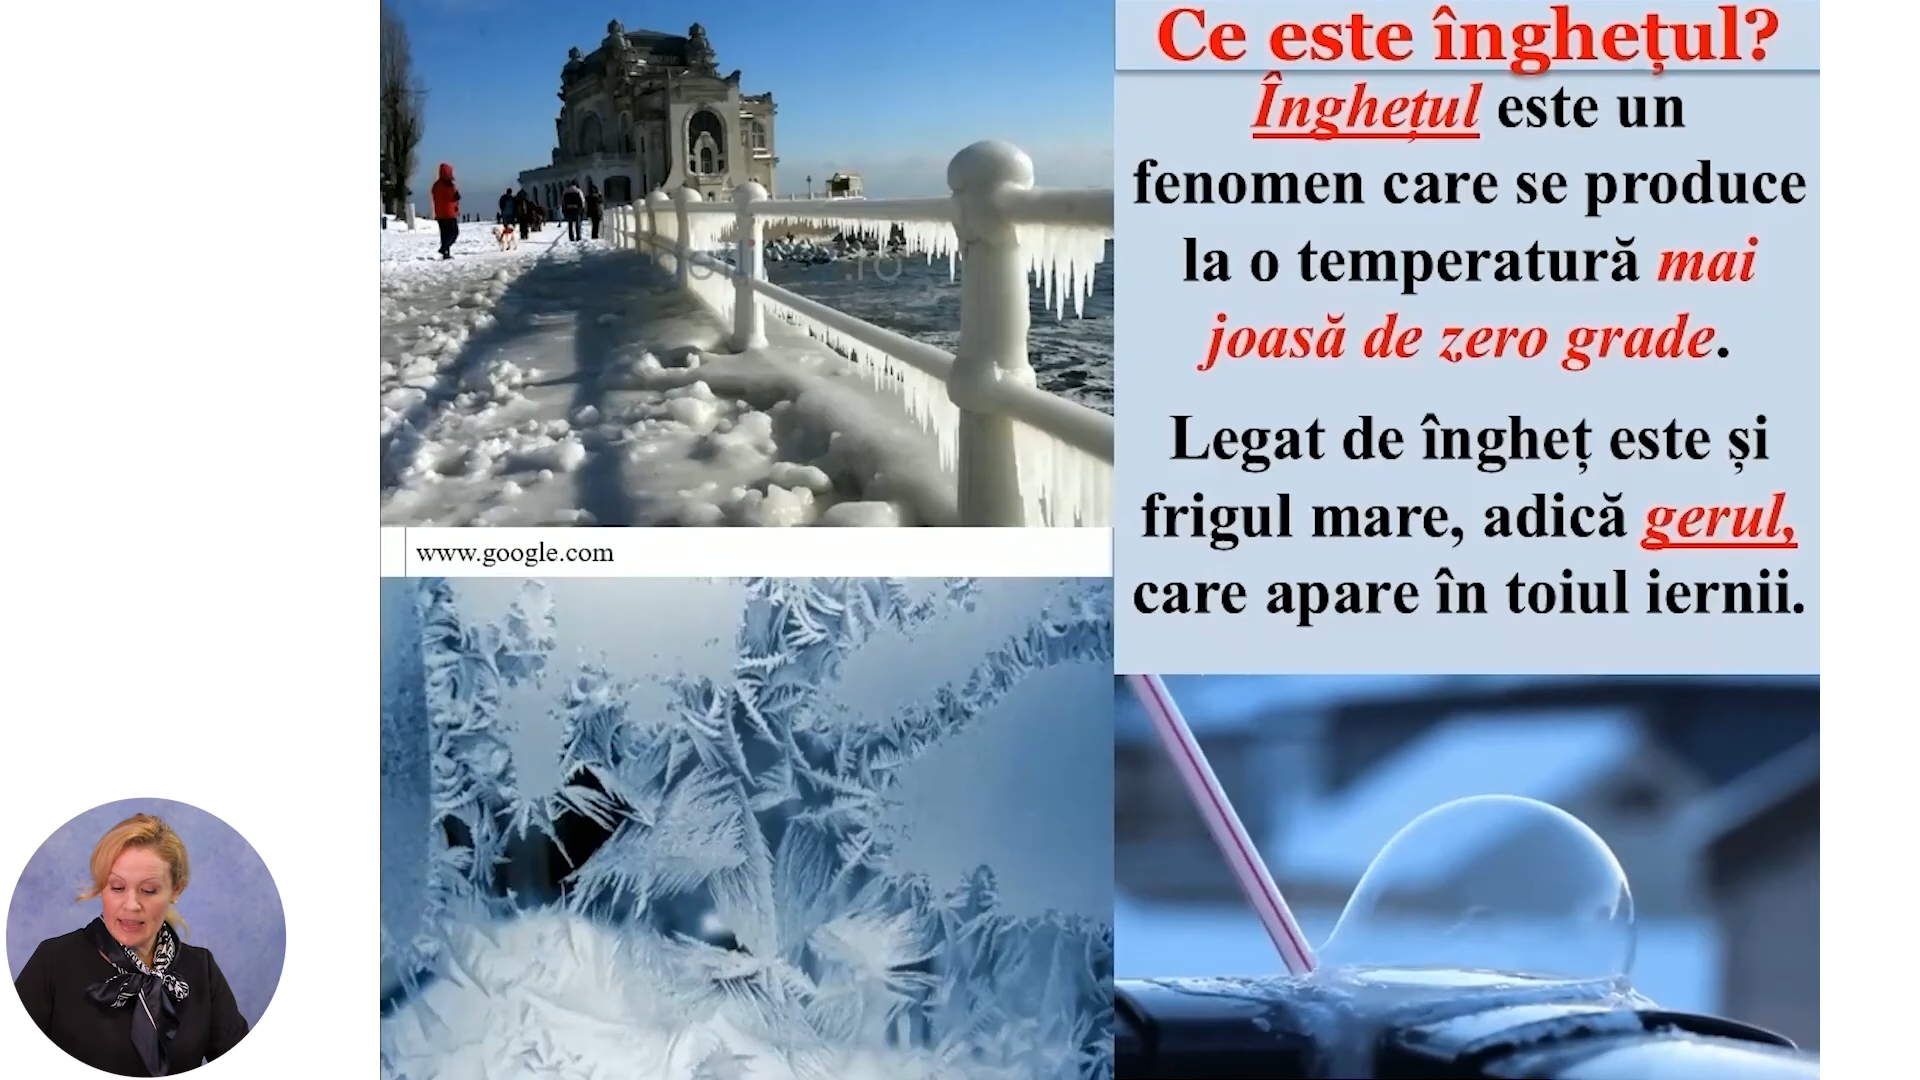 Ce este înghețul?
Înghețul este un
fenomen care se produce
la o temperatură mai
joasă de zero grade.
Legat de îngheț este și
frigul mare, adică gerul,
care apare în toiul iernii.
www.google.com